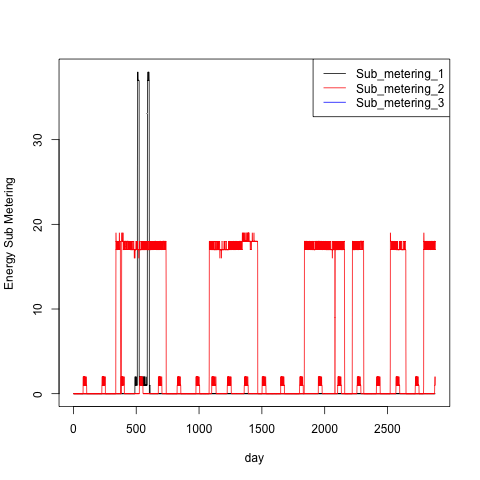 Sub_metering_1
Sub_metering_2
Sub_metering_3
Energy Sub Metering
30
20
10
0
0 500 1000 1500 2000 2500
day